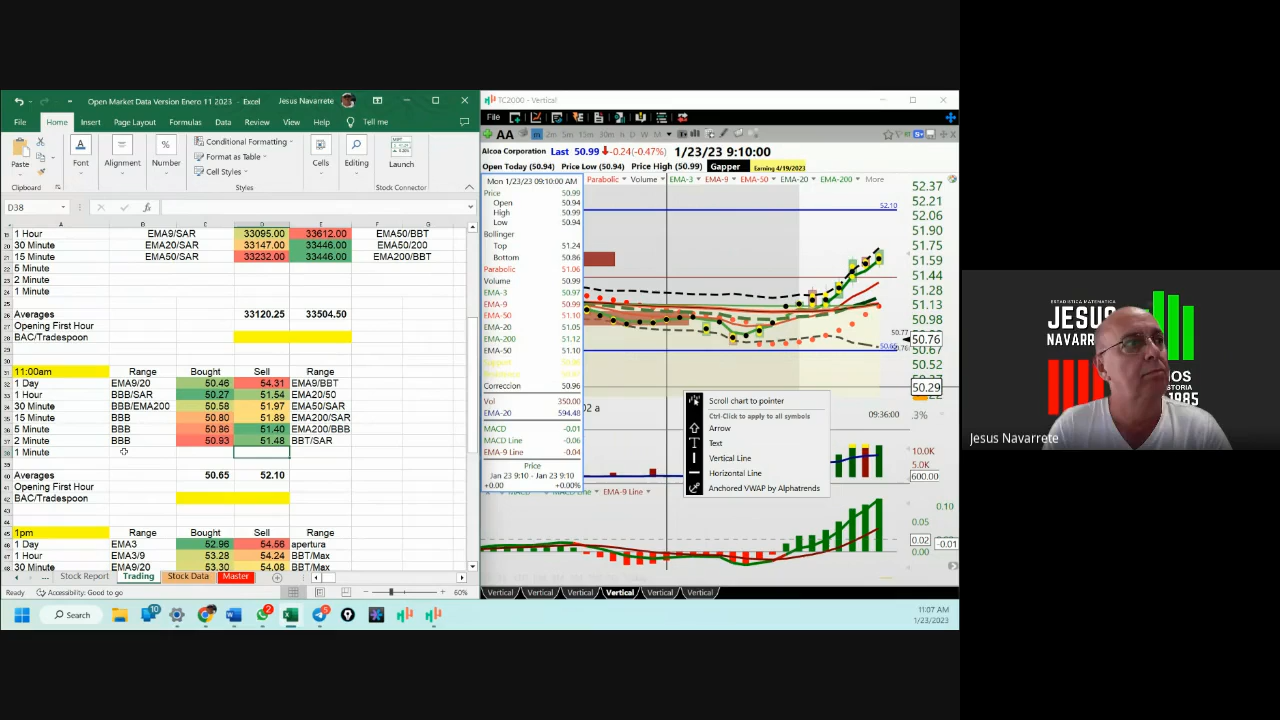 Open Market Data Version Enero 11 2023 - Excel
Jesus Navarrete
File Home Insert Page Layout Formulas Data Review View Tell me
Paste
Font
Alignment
Number
Conditional Formatting
Format as Table
Cell Styles
Cells
Editing
Launch
Clipboard
Styles
Stock Connector
D38
1 Hour EMA9/SAR 33095.00 33612.00 EMA50/BBT
30 Minute EMA20/SAR 33147.00 33446.00 EMA50/200
15 Minute EMA50/SAR 33232.00 33446.00 EMA200/BBT
5 Minute
2 Minute
1 Minute
Averages 33120.25 33504.50
Opening First Hour
BAC/Tradespoon
11:00am Range Bought Sell Range
1 Day EMA9/20 50.46 54.31 EMA9/BBT
1 Hour BBB/SAR 50.27 51.54 EMA20/50
30 Minute BBB/EMA200 50.58 51.97 EMA50/SAR
15 Minute BBB 50.80 51.89 EMA200/SAR
5 Minute BBB 50.86 51.40 EMA200/BBB
2 Minute BBB 50.93 51.48 BBT/SAR
1 Minute
Averages 50.65 52.10
Opening First Hour
BAC/Tradespoon
1pm Range Bought Sell Range
1 Day EMA3 52.96 54.56 apertura
1 Hour EMA3/9 53.28 54.24 BBT/Max
30 Minute BBB 53.30 54.08 BBT/Max
Stock Report Trading Stock Data Master
Ready Accessibility: Good to go 60%
TC2000 - Vertical
File
AA
Alcoa Corporation Last 50.99 -0.24(-0.47%) 1/23/23 9:10:00
Open Today (50.94) Price Low (50.94) Price High (50.99) Gapper Earning 4/19/2023
Parabolic Volume EMA-3 EMA-9 EMA-50 EMA-20 EMA-200 More
Mon 1/23/23 09:10:00 AM
Price 50.99
Open 50.94
High 50.99
Low 50.94
Bollinger
Top 51.24
Bottom 50.86
Parabolic 51.06
Volume 50.99
EMA-3 50.97
EMA-9 50.99
EMA-50 51.10
EMA-20 51.05
EMA-200 51.12
EMA-50 51.10
Correccion 50.96
Vol 350.00
EMA-20 594.48
MACD -0.01
MACD Line -0.06
EMA-9 Line -0.04
Price
Jan 23 9:10 - Jan 23 9:10
+0.00 +0.00%
52.10
52.37
52.21
52.06
51.90
51.75
51.59
51.44
51.28
51.13
50.98
50.76
50.67
50.29
50.77
02 a
09:36:00
.3%
Scroll chart to pointer
Ctrl-Click to apply to all symbols
Arrow
Text
Vertical Line
Horizontal Line
Anchored VWAP by Alphatrends
10.0K
5.0K
600.00
MACD MACD Line EMA-9 Line
0.10
0.05
0.02 -0.01
0.00
Vertical Vertical Vertical Vertical Vertical Vertical
Search
11:07 AM
1/23/2023
ESTADISTICA MATEMATICA
JESUS
NAVARR
Jesus Navarrete
1985